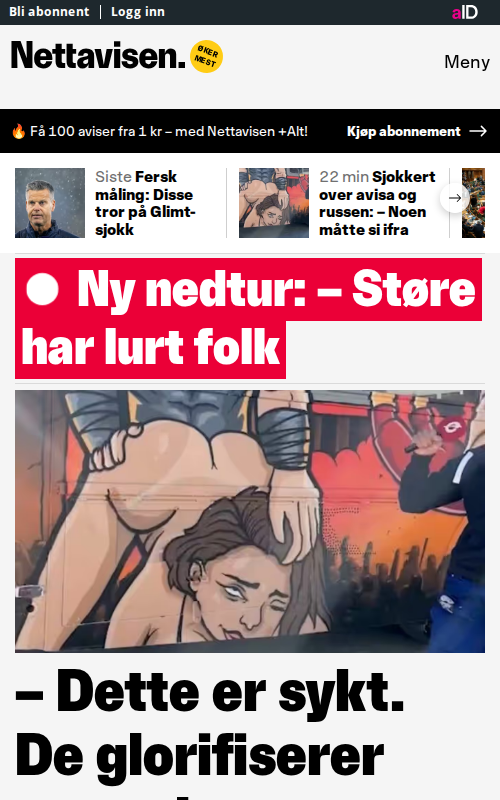 Bli abonnent
Logg inn
aID
Nettavisen.
ØKER
MEST
Meny
🔥 Få 100 aviser fra 1 kr – med Nettavisen +Alt!
Kjøp abonnement →
Siste Fersk
måling: Disse
tror på Glimt-
sjokk
22 min Sjokkert
over avisa og
russen: – Noen
måtte si ifra
Ny nedtur: – Støre
har lurt folk
– Dette er sykt.
De glorifiserer